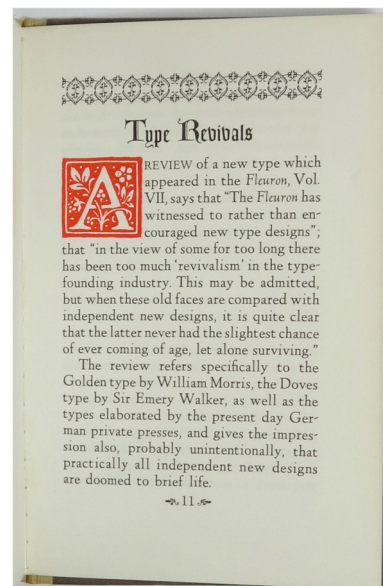 Type Revivals
A REVIEW of a new type which
appeared in the Fleuron, Vol.
VII, says that "The Fleuron has
witnessed to rather than en-
couraged new type designs";
that "in the view of some for too long there
has been too much 'revivalism' in the type-
founding industry. This may be admitted,
but when these old faces are compared with
independent new designs, it is quite clear
that the latter never had the slightest chance
of ever coming of age, let alone surviving."
The review refers specifically to the
Golden type by William Morris, the Doves
type by Sir Emery Walker, as well as the
types elaborated by the present day Ger-
man private presses, and gives the impres-
sion also, probably unintentionally, that
practically all independent new designs
are doomed to brief life.
11